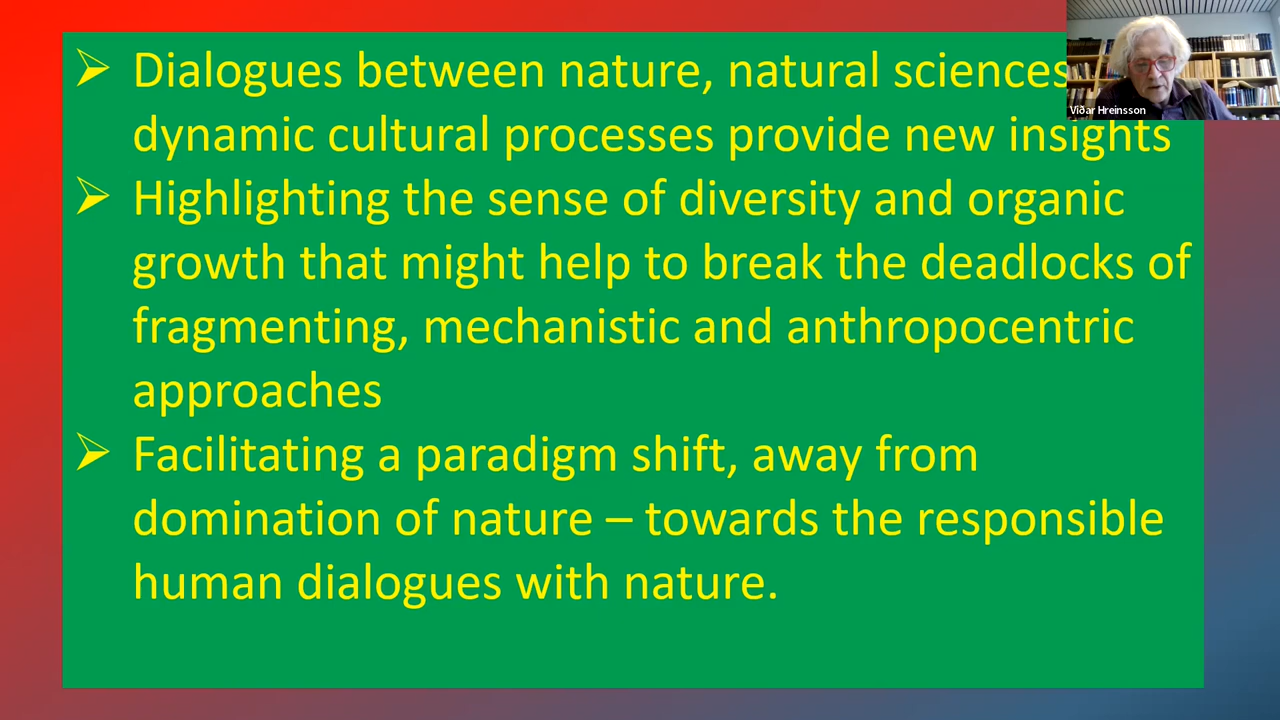 ➢ Dialogues between nature, natural sciences
dynamic cultural processes provide new insights
➢ Highlighting the sense of diversity and organic
growth that might help to break the deadlocks of
fragmenting, mechanistic and anthropocentric
approaches
➢ Facilitating a paradigm shift, away from
domination of nature – towards the responsible
human dialogues with nature.
Viðar Hreinsson